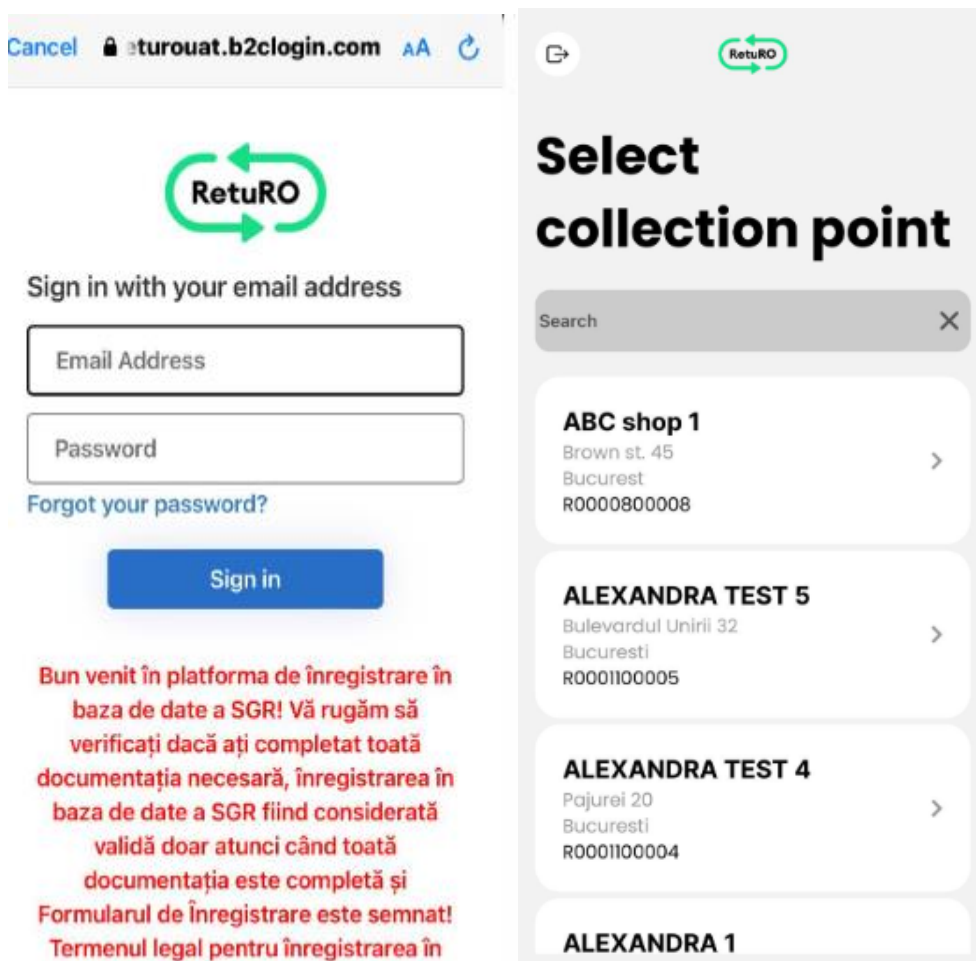 Cancel eturouat.b2clogin.com AA
RetuRO
Sign in with your email address
Email Address
Password
Forgot your password?
Sign in
Bun venit în platforma de înregistrare în
baza de date a SGR! Vă rugăm să
verificați dacă ați completat toată
documentația necesară, înregistrarea în
baza de date a SGR fiind considerată
validă doar atunci când toată
documentația este completă și
Formularul de Înregistrare este semnat!
Termenul legal pentru înregistrarea în
RetuRO
Select
collection point
Search
ABC shop 1
Brown st. 45
Bucurest
RO000800008
ALEXANDRA TEST 5
Bulevardul Unirii 32
Bucuresti
RO001100005
ALEXANDRA TEST 4
Pajurei 20
Bucuresti
RO001100004
ALEXANDRA 1